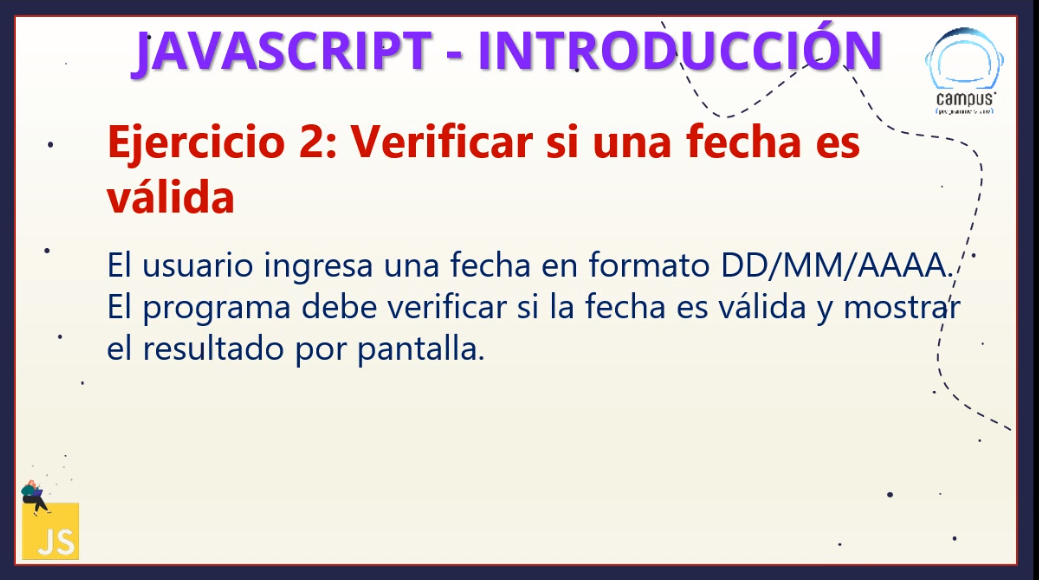 JAVASCRIPT - INTRODUCCIÓN
campus
Ejercicio 2: Verificar si una fecha es
válida
El usuario ingresa una fecha en formato DD/MM/AAAA.
El programa debe verificar si la fecha es válida y mostrar
el resultado por pantalla.
JS